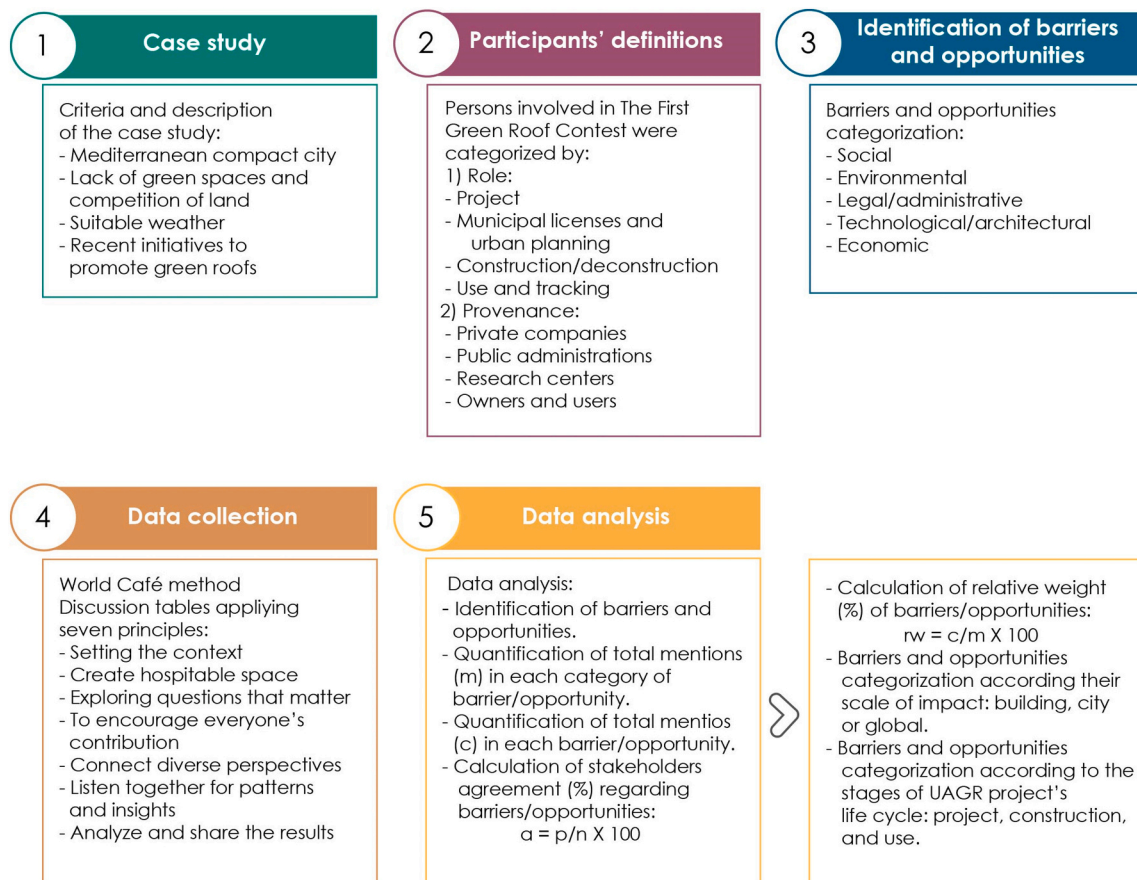 1
Case study
Criteria and description
of the case study:
- Mediterranean compact city
- Lack of green spaces and
competition of land
- Suitable weather
- Recent initiatives to
promote green roofs
2
Participants’ definitions
Persons involved in The First
Green Roof Contest were
categorized by:
1) Role:
- Project
- Municipal licenses and
urban planning
- Construction/deconstruction
- Use and tracking
2) Provenance:
- Private companies
- Public administrations
- Research centers
- Owners and users
3
Identification of barriers
and opportunities
Barriers and opportunities
categorization:
- Social
- Environmental
- Legal/administrative
- Technological/architectural
- Economic
4
Data collection
World Café method
Discussion tables appliying
seven principles:
- Setting the context
- Create hospitable space
- Exploring questions that matter
- To encourage everyone’s
contribution
- Connect diverse perspectives
- Listen together for patterns
and insights
- Analyze and share the results
5
Data analysis
Data analysis:
- Identification of barriers and
opportunities.
- Quantification of total mentions
(m) in each category of
barrier/opportunity.
- Quantification of total mentios
(c) in each barrier/opportunity.
- Calculation of stakeholders
agreement (%) regarding
barriers/opportunities:
a = p/n X 100
- Calculation of relative weight
(%) of barriers/opportunities:
rw = c/m X 100
- Barriers and opportunities
categorization according their
scale of impact: building, city
or global.
- Barriers and opportunities
categorization according to the
stages of UAGR project’s
life cycle: project, construction,
and use.